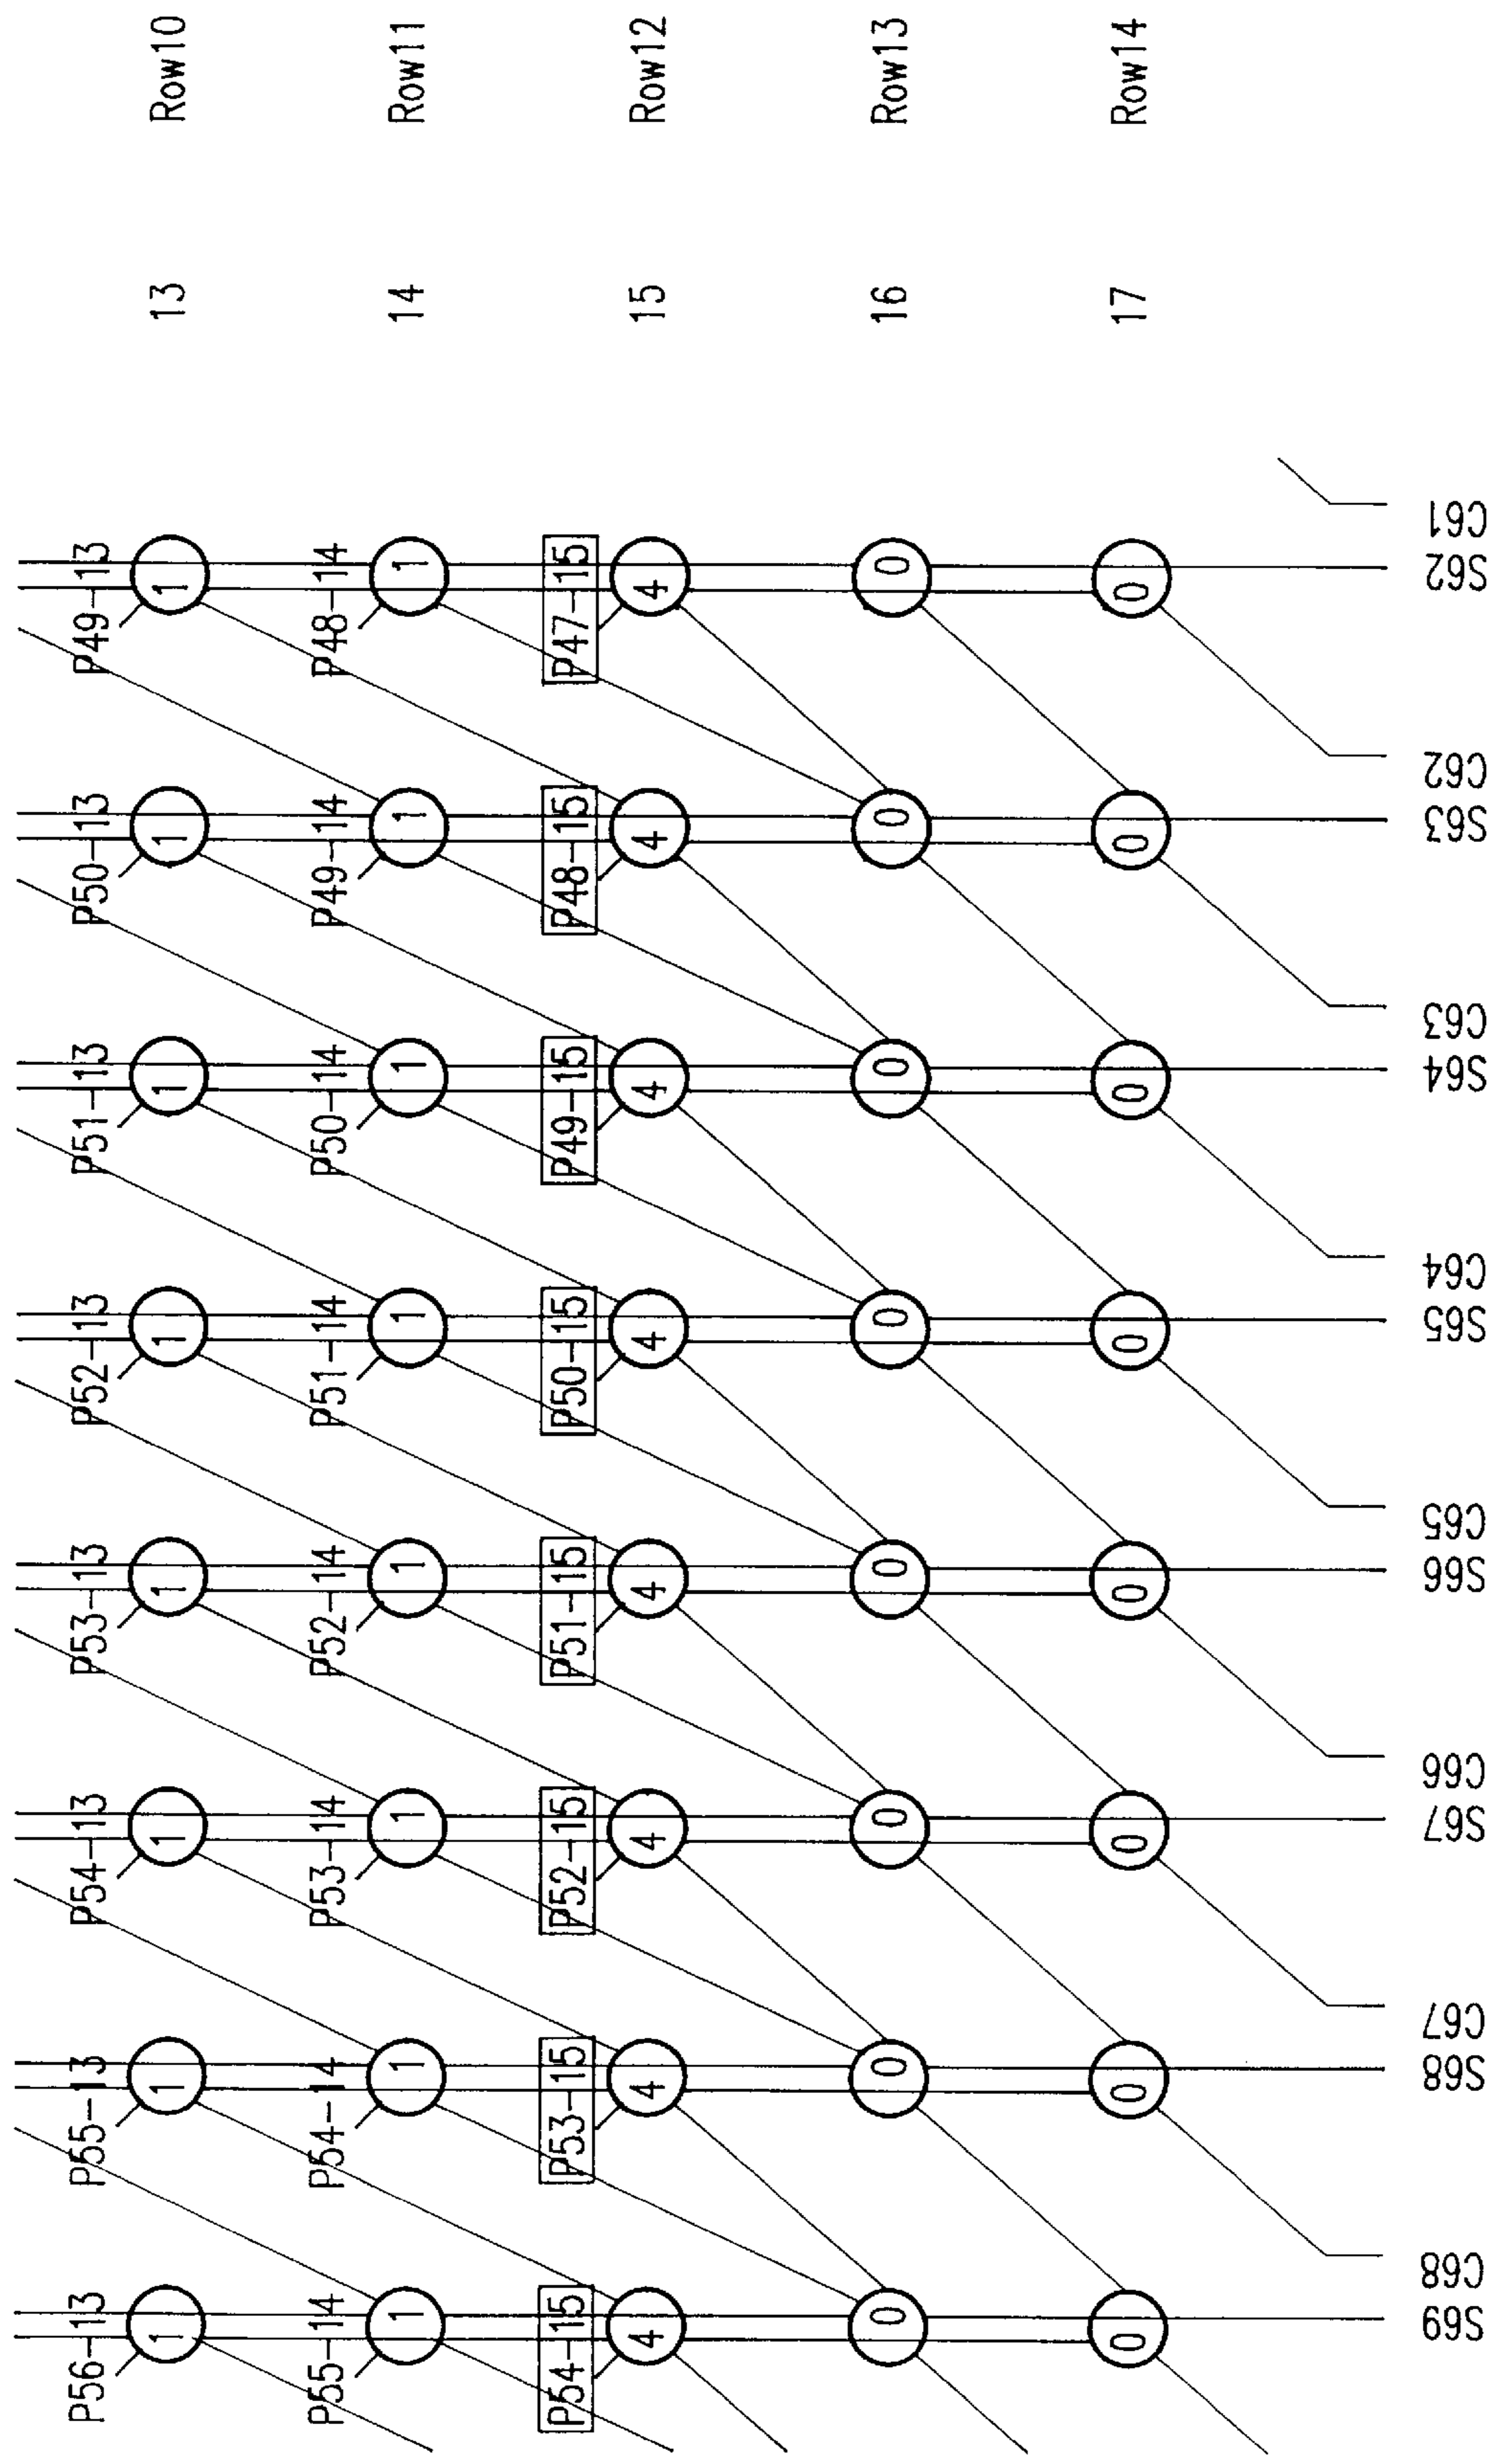 P56-13 P55-13 P54-13 P53-13 P52-13 P51-13 P50-13 P49-13
1 1 1 1 1 1 1 1 13 Row10
P55-14 P54-14 P53-14 P52-14 P51-14 P50-14 P49-14 P48-14
1 1 1 1 1 1 1 1 14 Row11
P54-15 P53-15 P52-15 P51-15 P50-15 P49-15 P48-15 P47-15
4 4 4 4 4 4 4 4 15 Row12
0 0 0 0 0 0 0 0 16 Row13
0 0 0 0 0 0 0 0 17 Row14
S69 C68 S68 C67 S67 C66 S66 C65 S65 C64 S64 C63 S63 C62 S62 C61